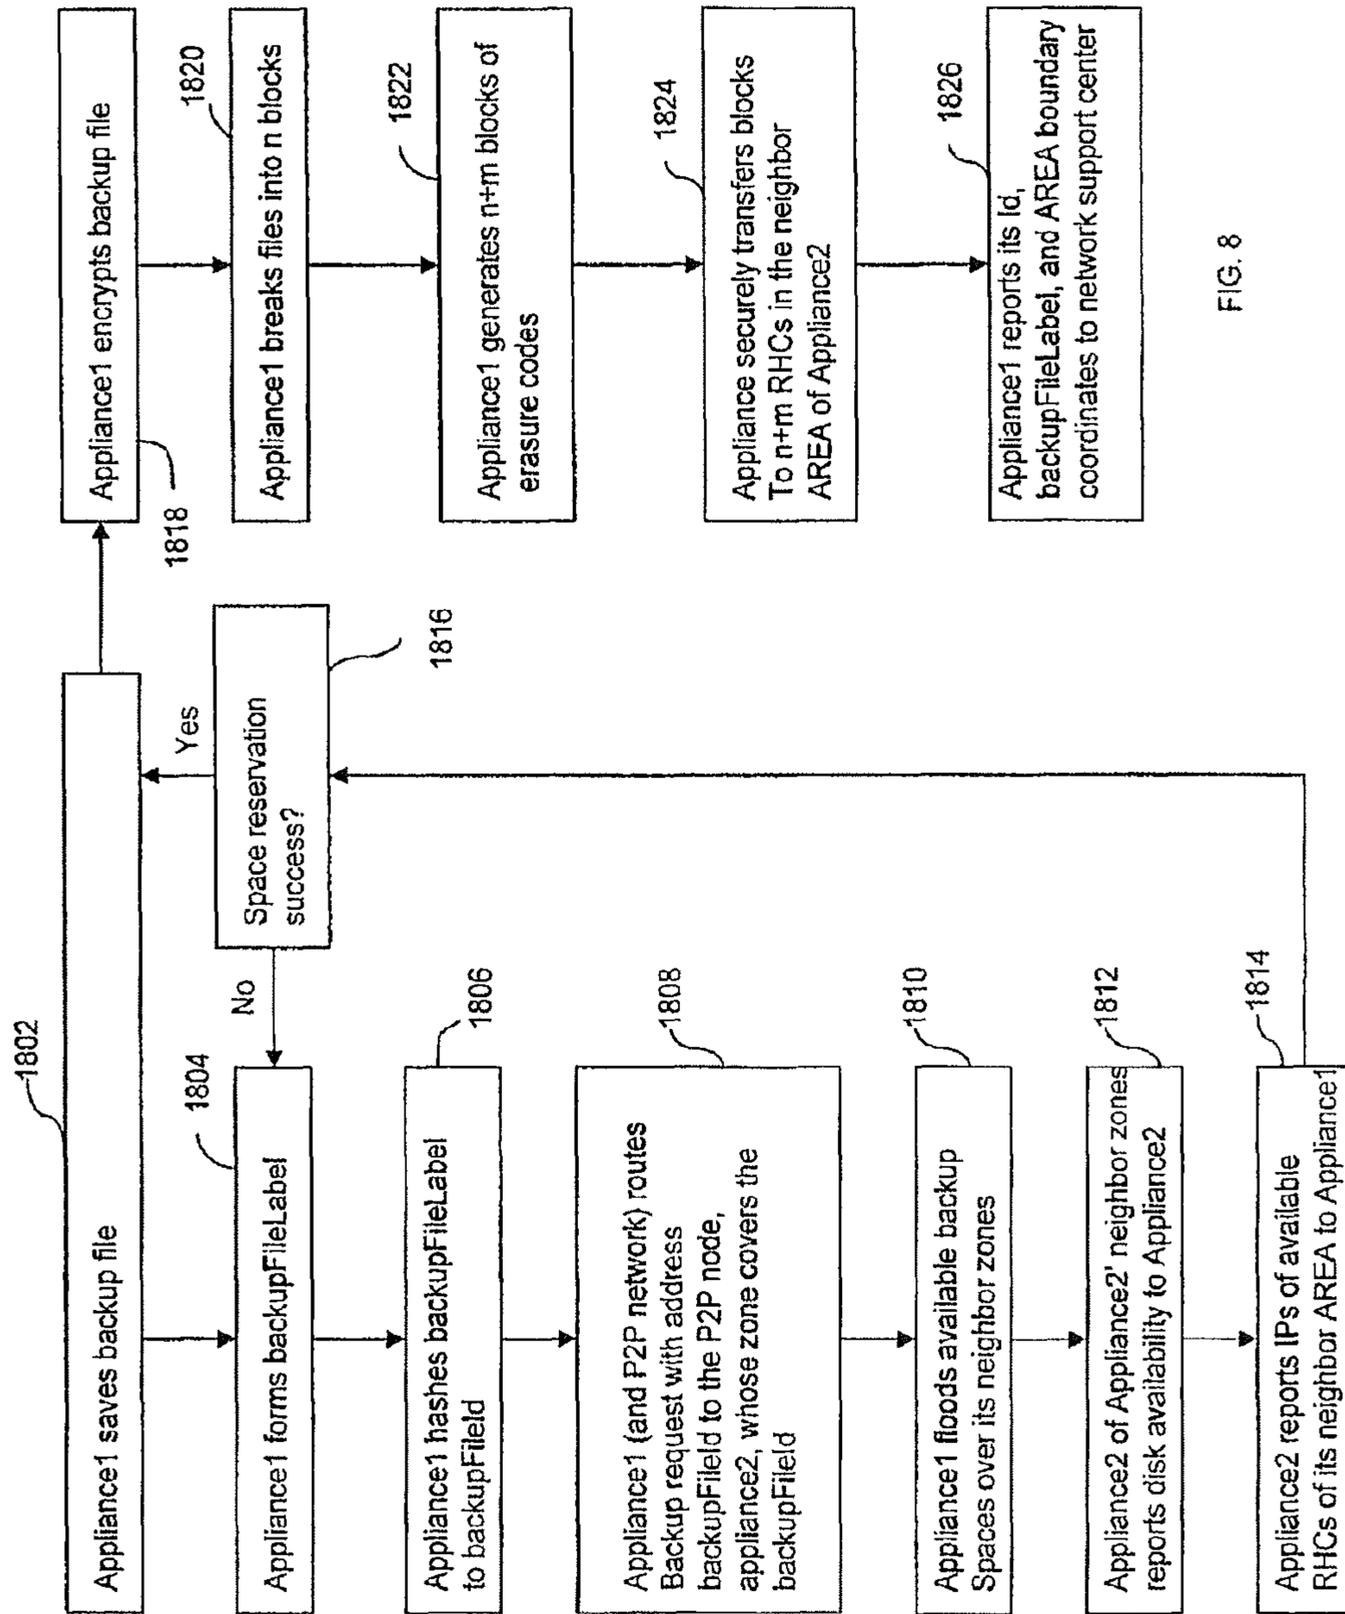 1802
Appliance1 saves backup file
1804
Appliance1 forms backupFileLabel
1806
Appliance1 hashes backupFileLabel
to backupFileId
1808
Appliance1 (and P2P network) routes
Backup request with address
backupFileId to the P2P node,
appliance2, whose zone covers the
backupFileId
1810
Appliance1 floods available backup
Spaces over its neighbor zones
1812
Appliance2 of Appliance2' neighbor zones
reports disk availability to Appliance2
1814
Appliance2 reports IPs of available
RHCs of its neighbor AREA to Appliance1
No
Yes
Space reservation
success?
1816
Appliance1 encrypts backup file
1818
1820
Appliance1 breaks files into n blocks
1822
Appliance1 generates n+m blocks of
erasure codes
1824
Appliance securely transfers blocks
To n+m RHCs in the neighbor
AREA of Appliance2
1826
Appliance1 reports its Id,
backupFileLabel, and AREA boundary
coordinates to network support center
FIG. 8